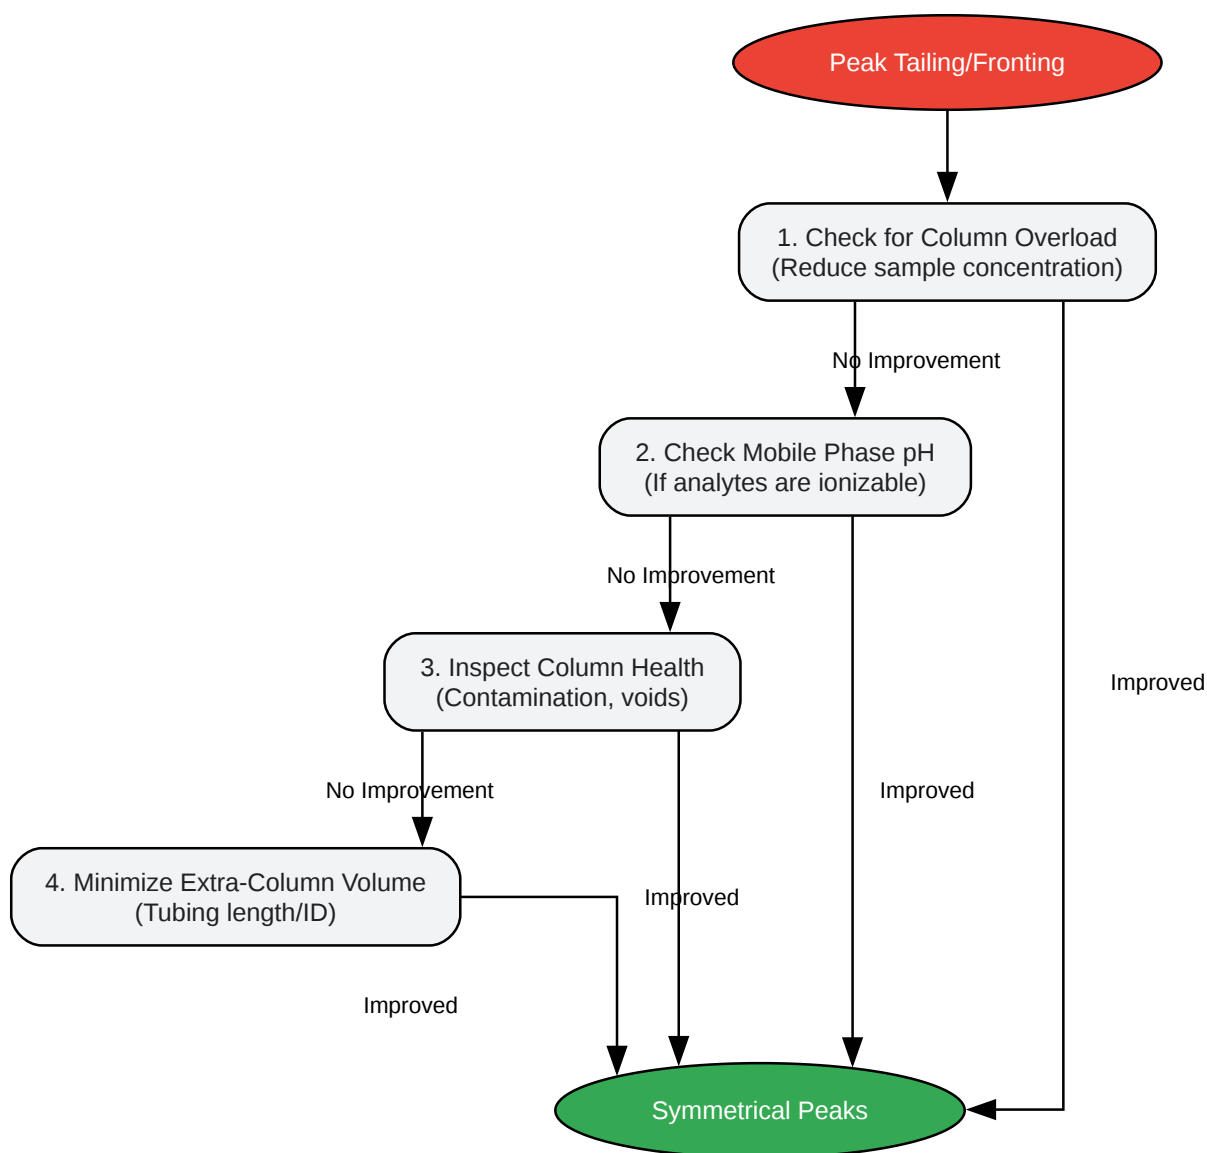 Peak Tailing/Fronting
1. Check for Column Overload
(Reduce sample concentration)
No Improvement
2. Check Mobile Phase pH
(If analytes are ionizable)
No Improvement
3. Inspect Column Health
(Contamination, voids)
Improved
No Improvement
Improved
4. Minimize Extra-Column Volume
(Tubing length/ID)
Improved
Improved
Symmetrical Peaks